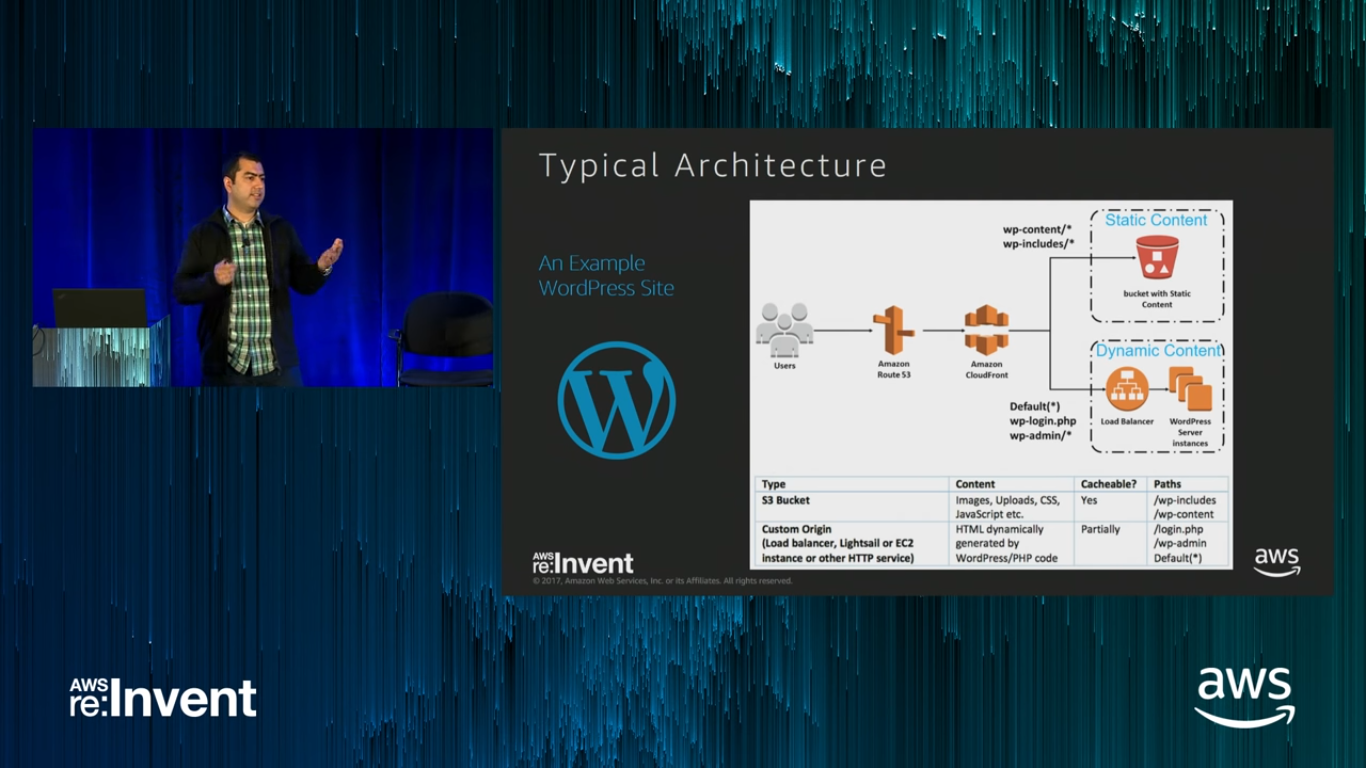 Typical Architecture
An Example
WordPress Site
wp-content/*
wp-includes/*
Static Content
bucket with Static
Content
Users
Amazon
Route 53
Amazon
CloudFront
Dynamic Content
Default(*)
wp-login.php
wp-admin/*
Load Balancer
WordPress
Server
instances
Type Content Cacheable? Paths
S3 Bucket Images, Uploads, CSS, Yes /wp-includes
JavaScript etc. /wp-content
Custom Origin HTML dynamically Partially /login.php
(Load balancer, Lightsail or EC2 generated by /wp-admin
instance or other HTTP service) WordPress/PHP code Default(*)
AWS
re:Invent
© 2017, Amazon Web Services, Inc. or its Affiliates. All rights reserved.
aws
AWS
re:Invent
aws